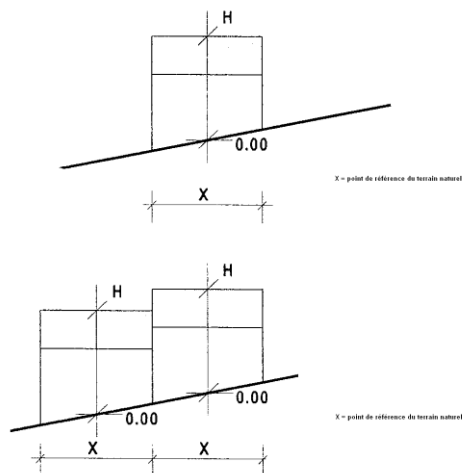 H
0.00
X
X = point de référence du terrain naturel
H
H
0.00
0.00
X = point de référence du terrain naturel
X X